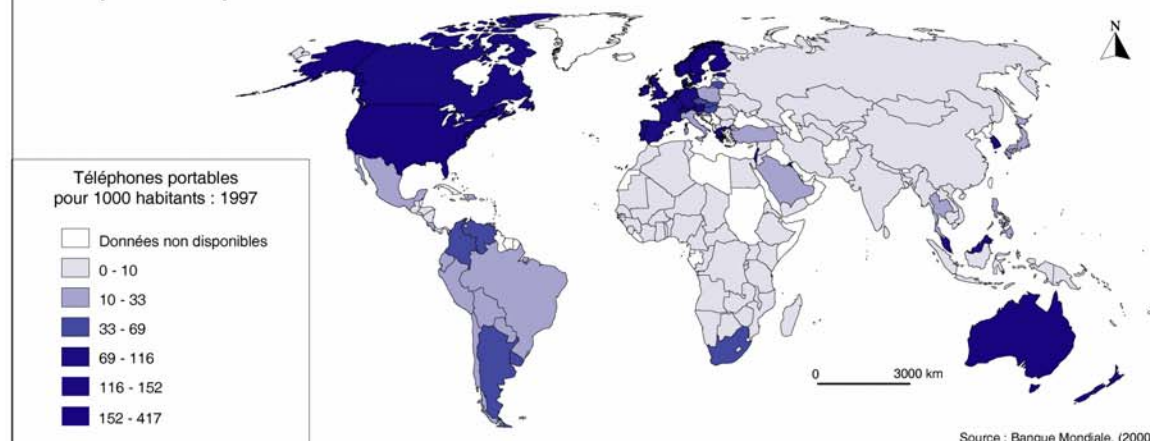 N
Téléphones portables
pour 1000 habitants : 1997
Données non disponibles
0 - 10
10 - 33
33 - 69
69 - 116
116 - 152
152 - 417
0 3000 km
Source : Banque Mondiale, (2000